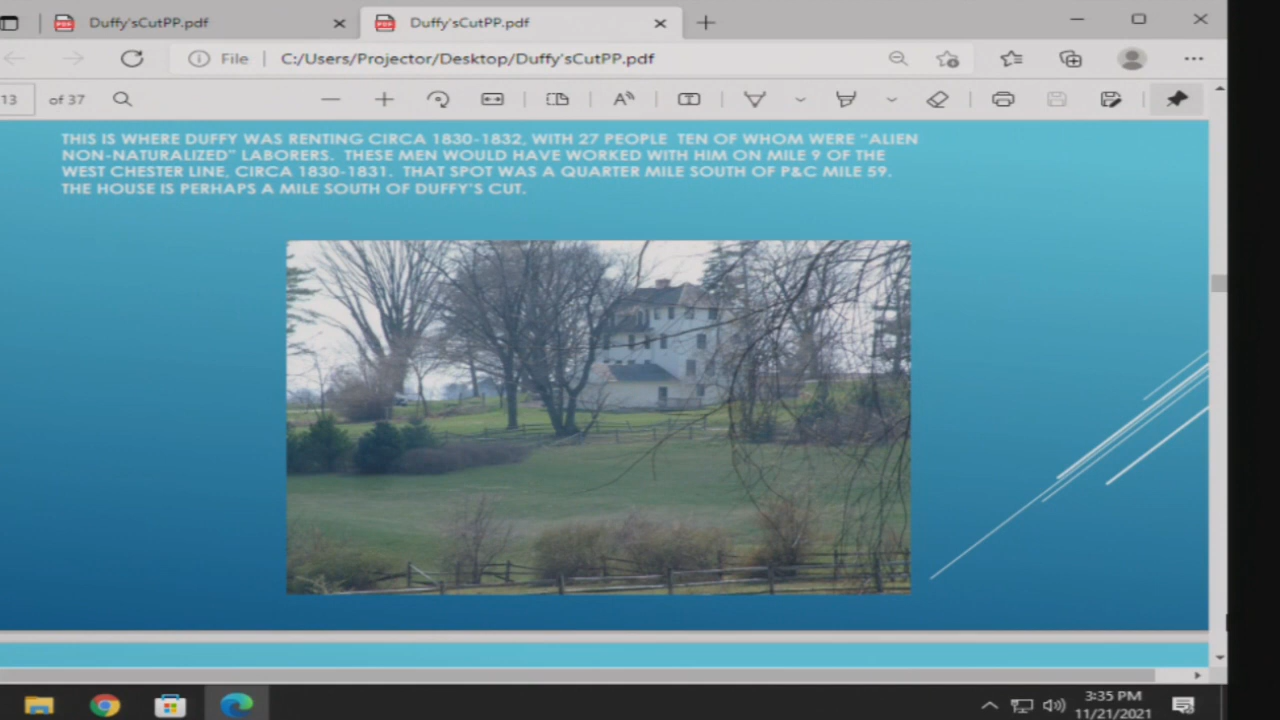 Duffy'sCutPP.pdf
Duffy'sCutPP.pdf
File C:/Users/Projector/Desktop/Duffy'sCutPP.pdf
13 of 37
THIS IS WHERE DUFFY WAS RENTING CIRCA 1830-1832, WITH 27 PEOPLE TEN OF WHOM WERE "ALIEN
NON-NATURALIZED" LABORERS. THESE MEN WOULD HAVE WORKED WITH HIM ON MILE 9 OF THE
WEST CHESTER LINE, CIRCA 1830-1831. THAT SPOT WAS A QUARTER MILE SOUTH OF P&C MILE 59.
THE HOUSE IS PERHAPS A MILE SOUTH OF DUFFY'S CUT.
3:35 PM
11/21/2021